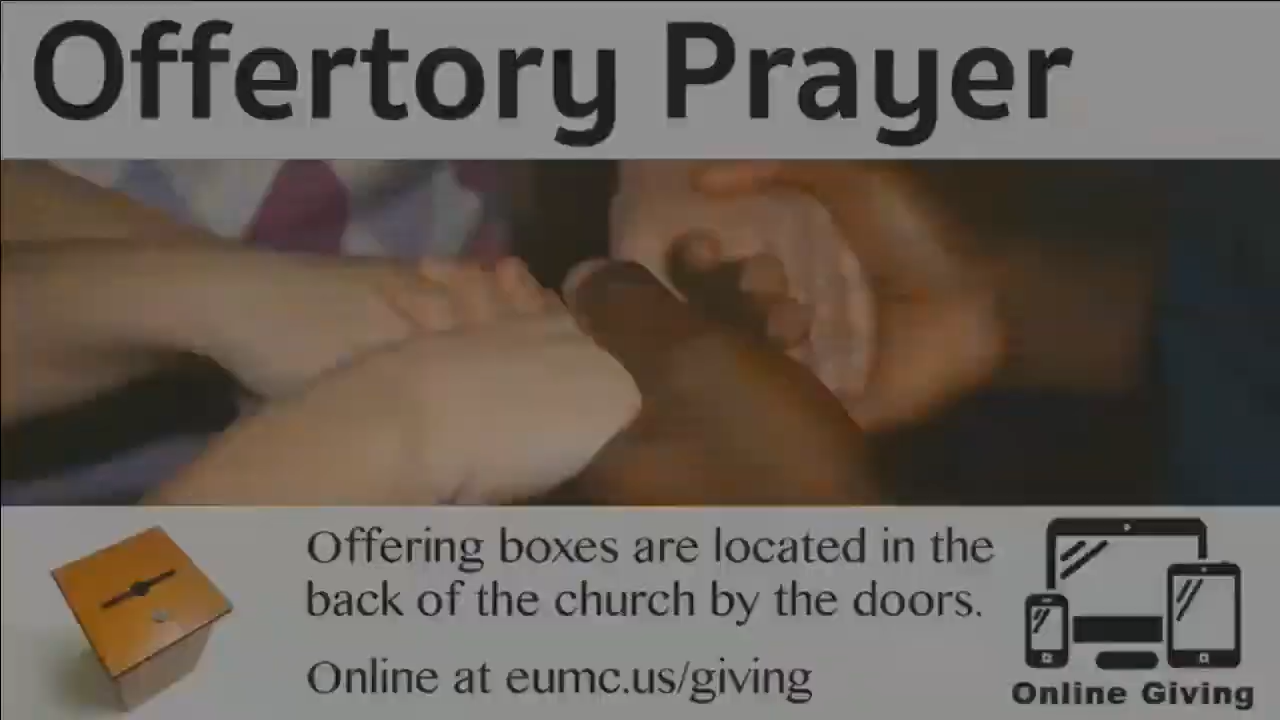 Offertory Prayer
Offering boxes are located in the
back of the church by the doors.
Online at eumc.us/giving
Online Giving